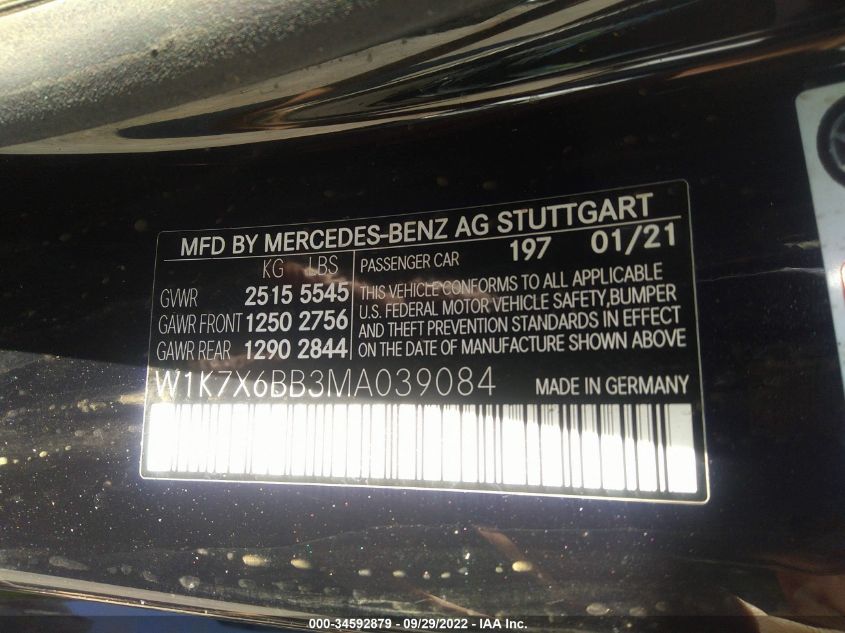 MFD BY MERCEDES-BENZ AG STUTTGART
KG LBS
GVWR 2515 5545
GAWR FRONT 1250 2756
GAWR REAR 1290 2844
PASSENGER CAR 197 01/21
THIS VEHICLE CONFORMS TO ALL APPLICABLE
U.S. FEDERAL MOTOR VEHICLE SAFETY,BUMPER
AND THEFT PREVENTION STANDARDS IN EFFECT
ON THE DATE OF MANUFACTURE SHOWN ABOVE
W1K7X6BB3MA039084 MADE IN GERMANY
000-34592879 - 09/29/2022 - IAA Inc.